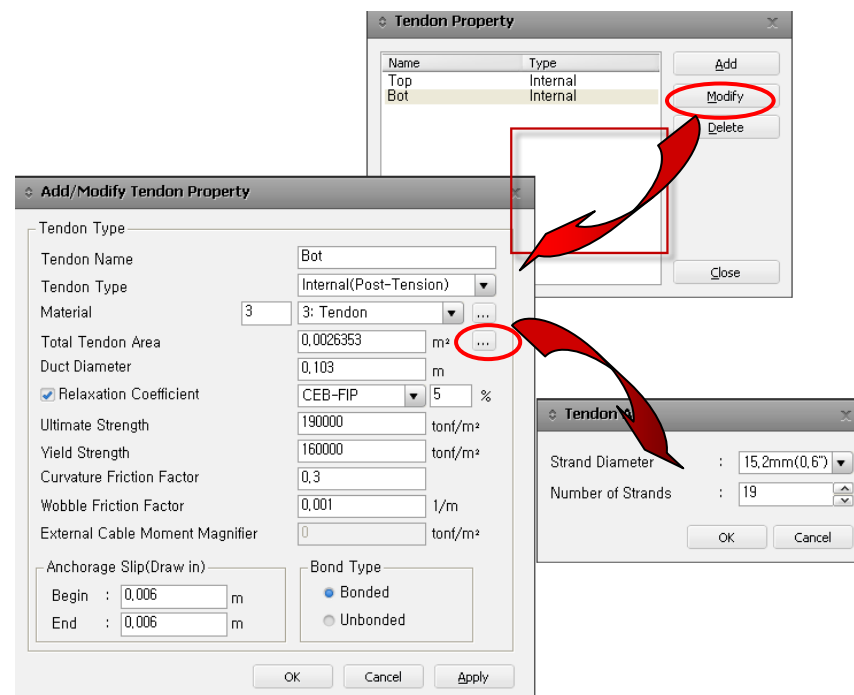 Tendon Property
Name Type
Top Internal
Bot Internal
Add
Modify
Delete
Close
Add/Modify Tendon Property
Tendon Type
Tendon Name Bot
Tendon Type Internal(Post-Tension)
Material 3 3: Tendon ...
Total Tendon Area 0,0026353 m² ...
Duct Diameter 0,103 m
Relaxation Coefficient CEB-FIP 5 %
Ultimate Strength 190000 tonf/m²
Yield Strength 160000 tonf/m²
Curvature Friction Factor 0,3
Wobble Friction Factor 0,001 1/m
External Cable Moment Magnifier 0 tonf/m²
Anchorage Slip(Draw in)
Begin : 0,006 m
End : 0,006 m
Bond Type
Bonded
Unbonded
OK Cancel Apply
Tendon
Strand Diameter : 15,2mm(0,6")
Number of Strands : 19
OK Cancel